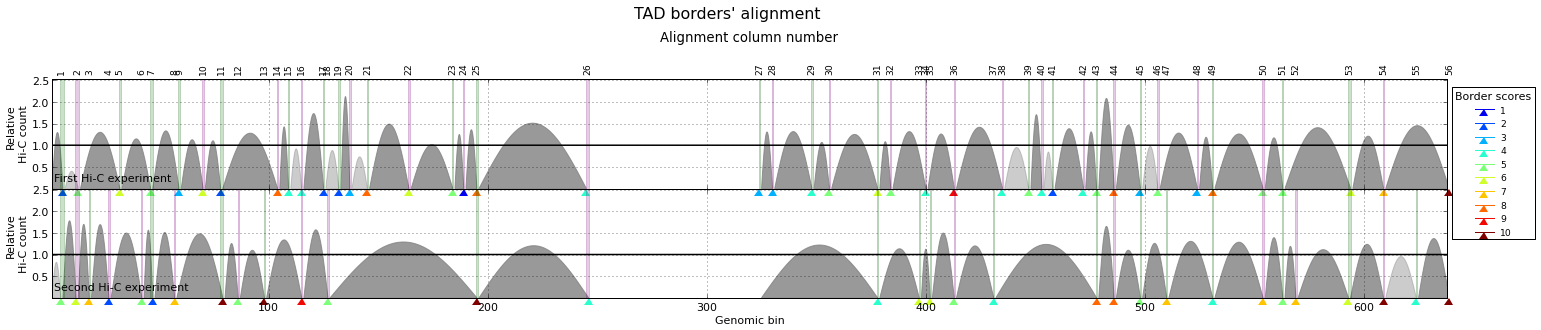 TAD borders' alignment
Alignment column number
1 2 3 4 5 6 7 8 9 10 11 12 13 14 15 16 17 18 19 20 21 22 23 24 25 26 27 28 29 30 31 32 33 34 35 36 37 38 39 40 41 42 43 44 45 46 47 48 49 50 51 52 53 54 55 56
2.5
2.0
1.5
1.0
0.5
Relative
Hi-C count
First Hi-C experiment
2.5
2.0
1.5
1.0
0.5
Relative
Hi-C count
Second Hi-C experiment
100 200 300 400 500 600
Genomic bin
Border scores
1
2
3
4
5
6
7
8
9
10